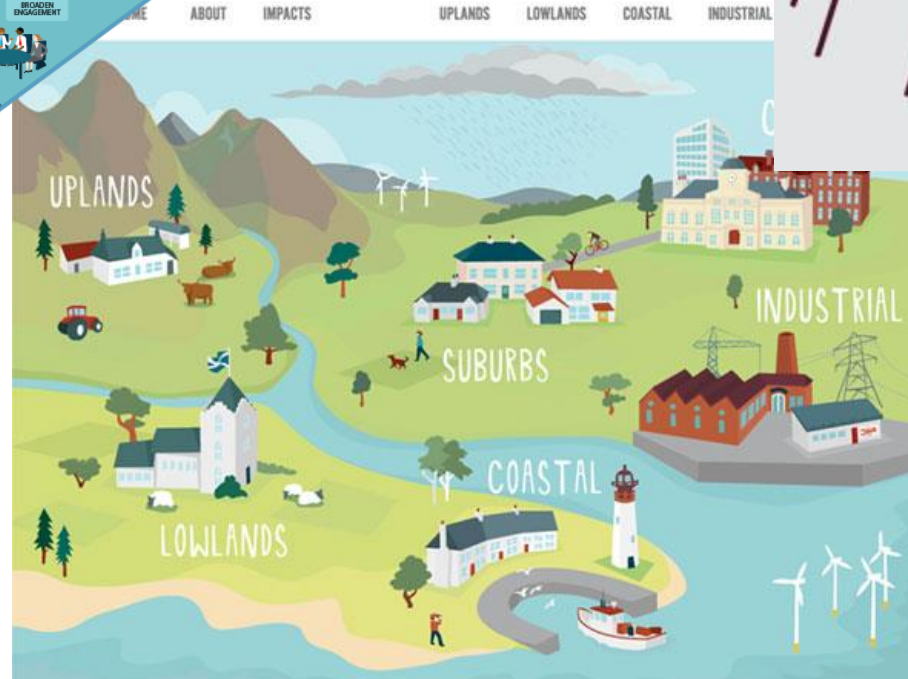 BROADEN
ENGAGEMENT
ABOUT IMPACTS UPLANDS LOWLANDS COASTAL INDUSTRIAL
UPLANDS
INDUSTRIAL
SUBURBS
COASTAL
LOWLANDS